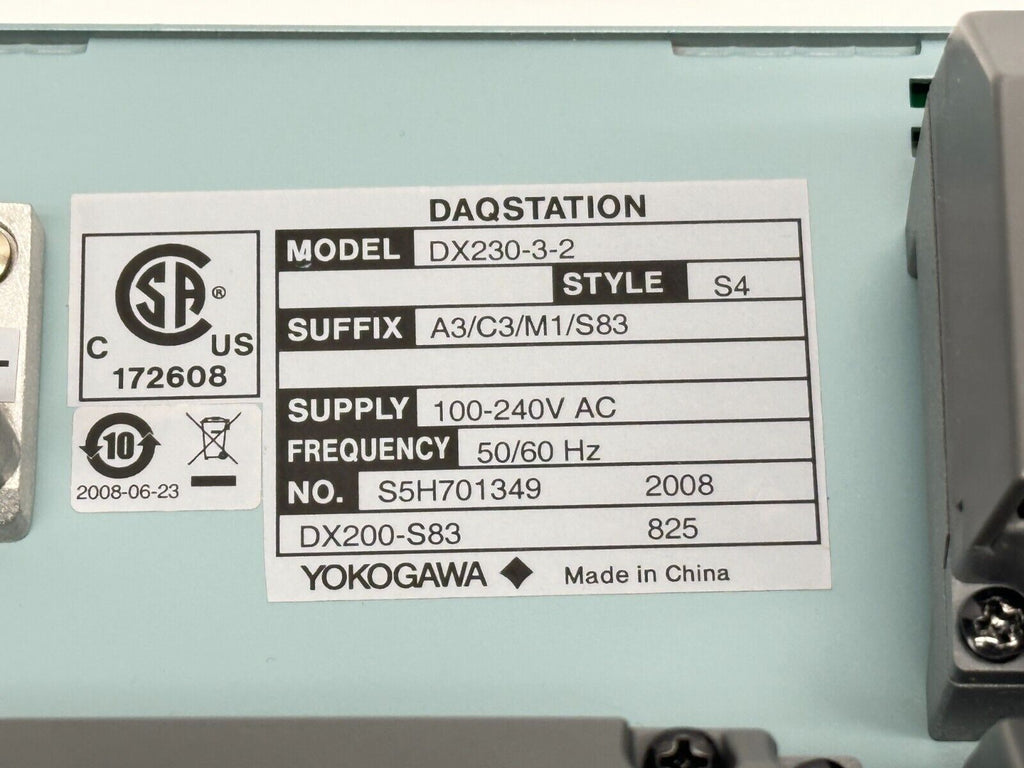 DAQSTATION
MODEL DX230-3-2
STYLE S4
SUFFIX A3/C3/M1/S83
SUPPLY 100-240V AC
FREQUENCY 50/60 Hz
NO. S5H701349 2008
DX200-S83 825
YOKOGAWA Made in China
SA ®
C US
172608
10
2008-06-23